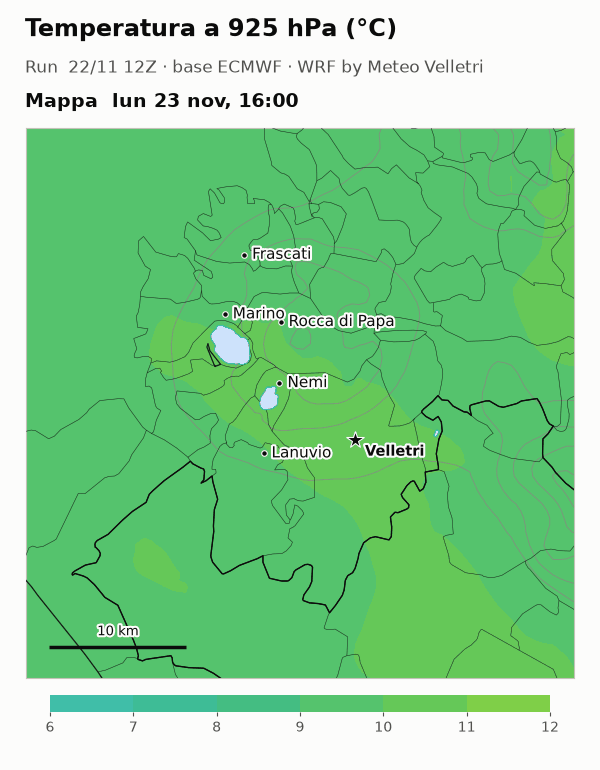 Temperatura a 925 hPa (°C)
Run  22/11 12Z · base ECMWF · WRF by Meteo Velletri
Mappa  lun 23 nov, 16:00
Frascati
Marino
Rocca di Papa
Nemi
Velletri
Lanuvio
10 km
6 7 8 9 10 11 12